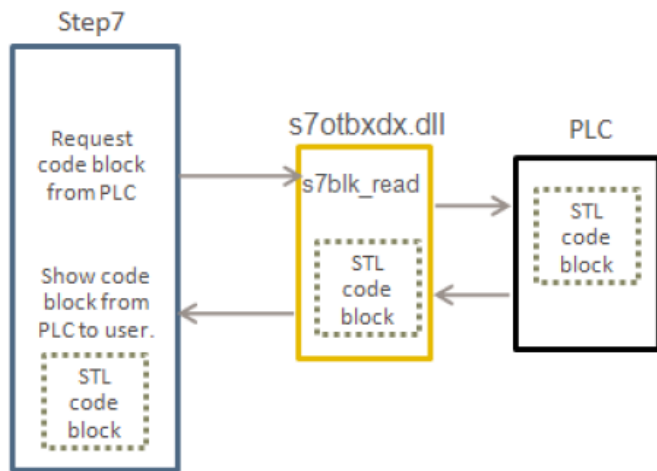 Step7
Request
code block
from PLC
Show code
block from
PLC to user.
STL
code
block
s7otbxdx.dll
s7blk_read
STL
code
block
PLC
STL
code
block